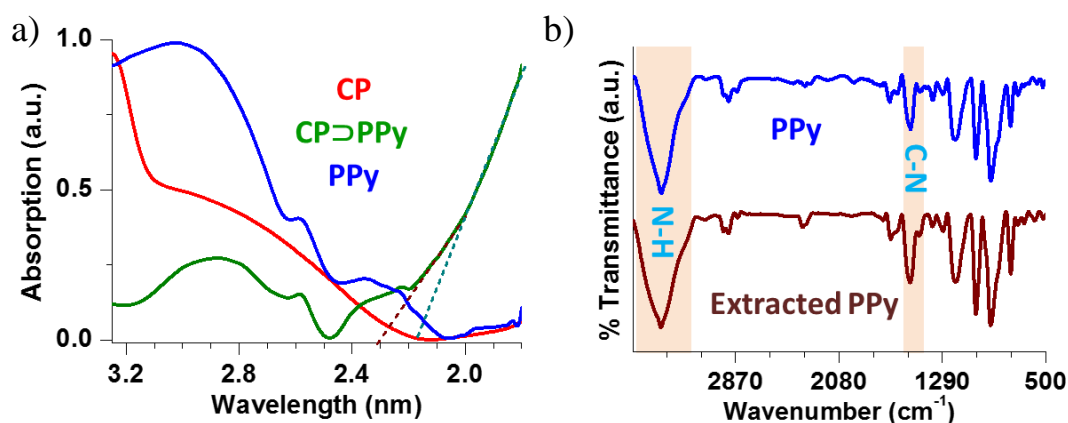 a)
Absorption (a.u.)
1.0
0.5
0.0
CP
CP⊃PPy
PPy
3.2 2.8 2.4 2.0
Wavelength (nm)
b)
% Transmittance (a.u.)
PPy
N-H
C-N
Extracted PPy
2870 2080 1290 500
Wavenumber (cm⁻¹)